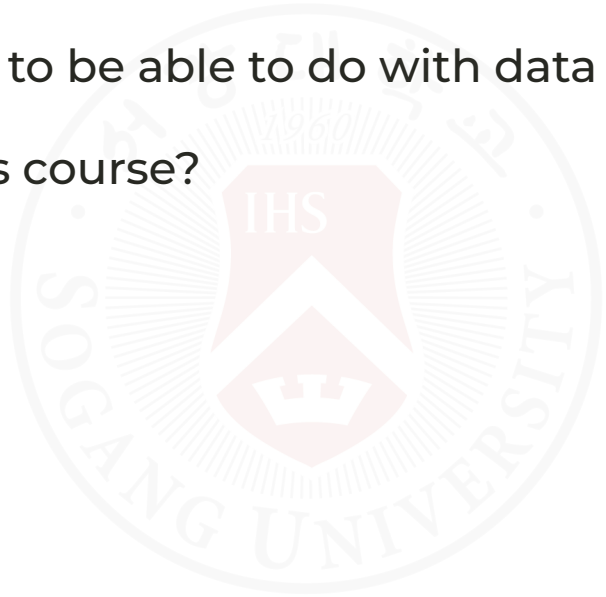 to be able to do with data
s course?
1960
IHS
SOGANG UNIVERSITY